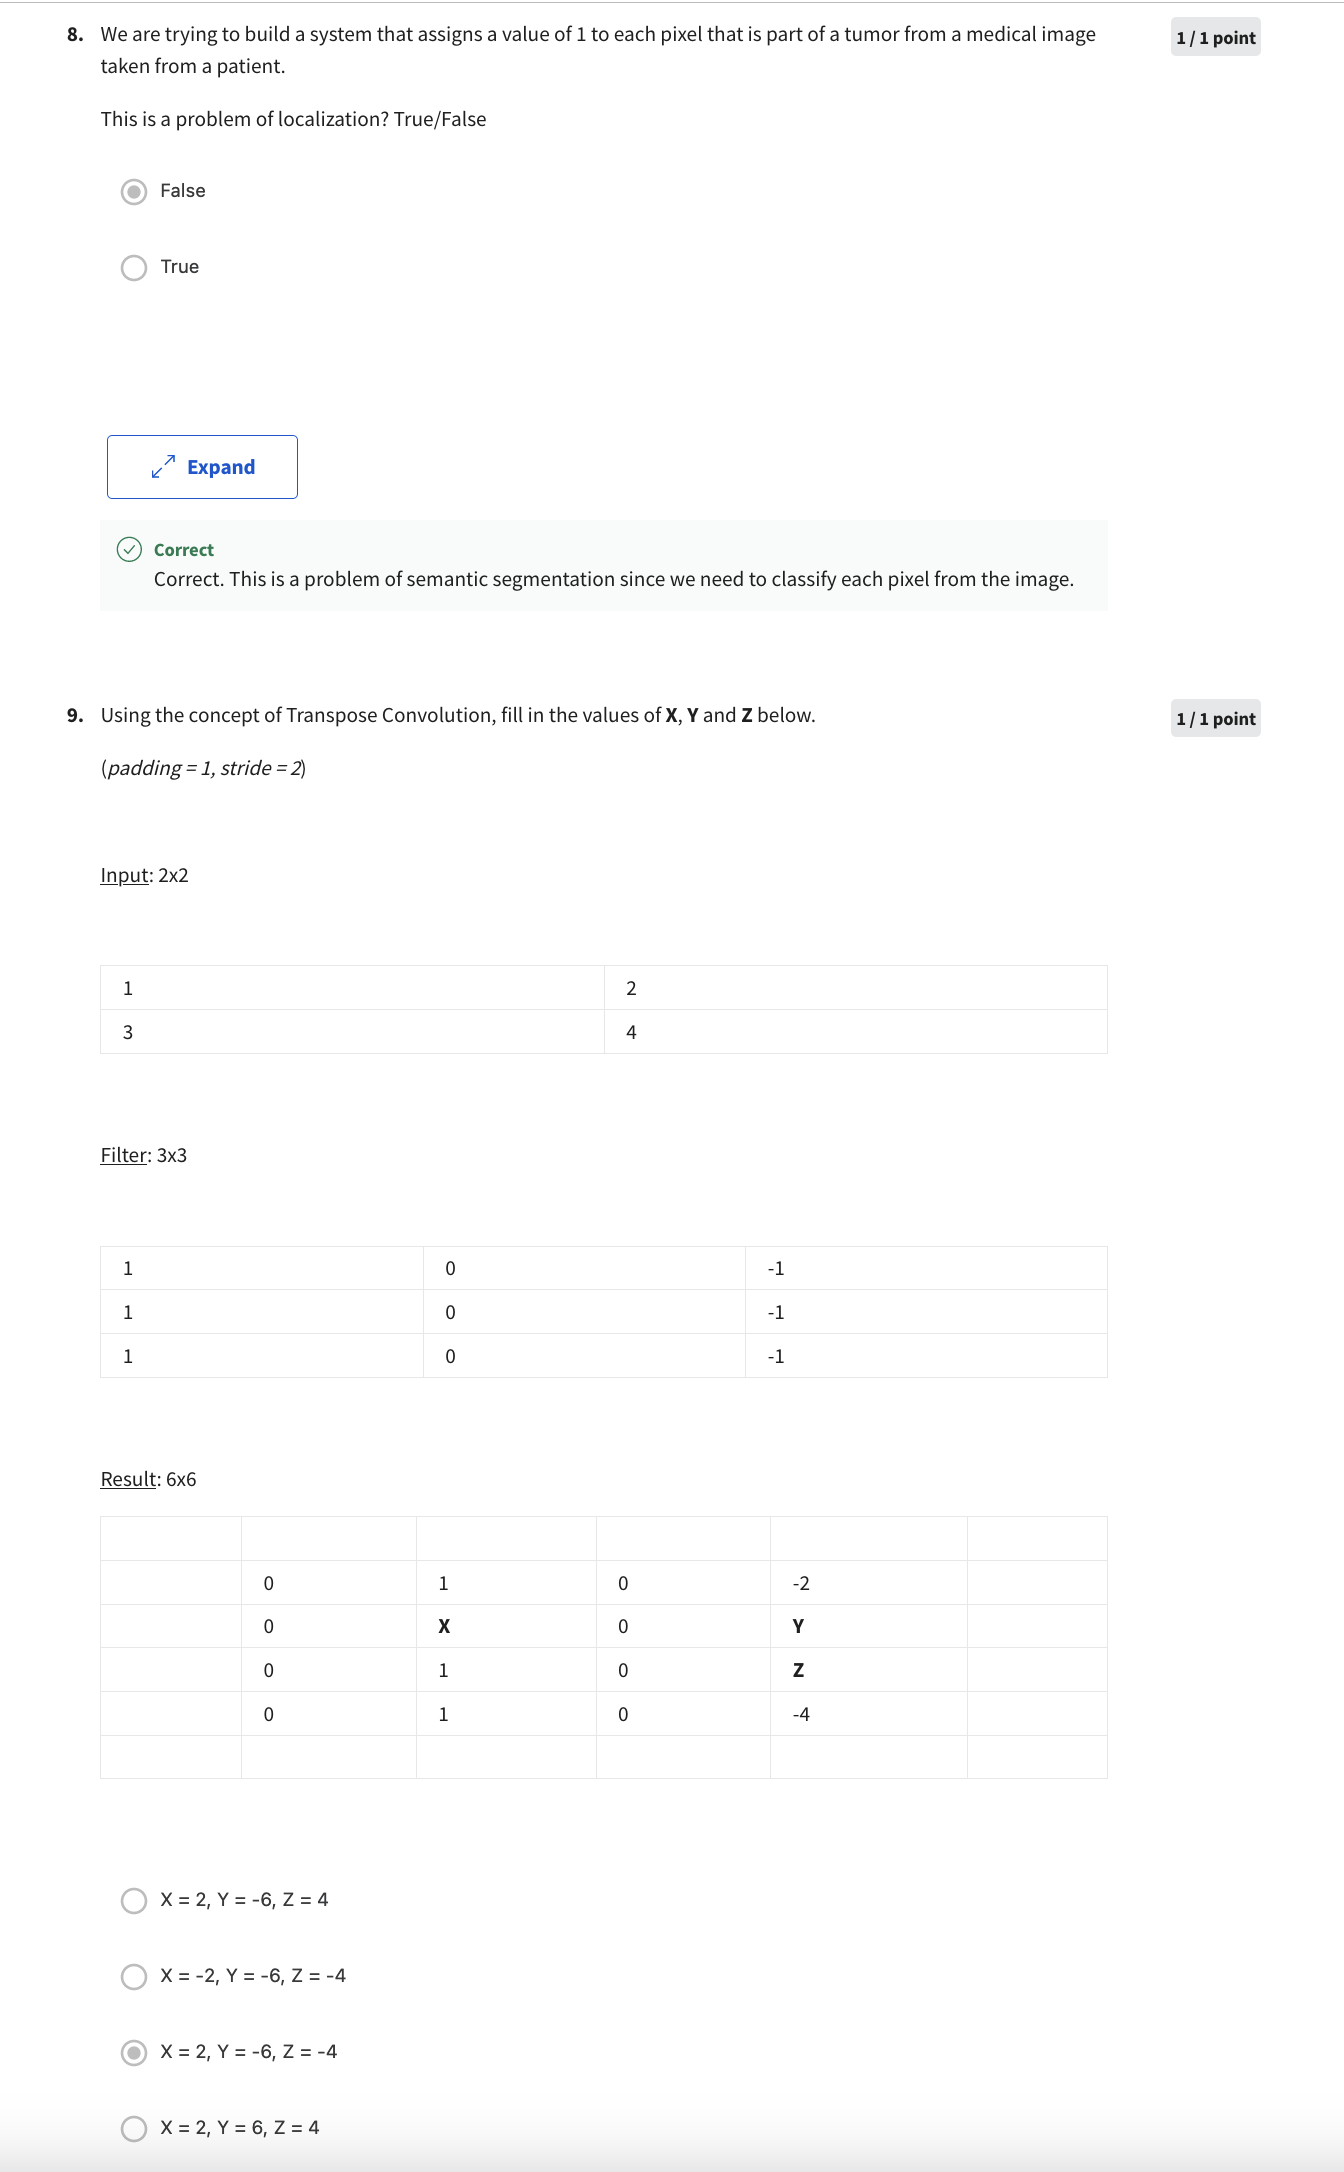 8. We are trying to build a system that assigns a value of 1 to each pixel that is part of a tumor from a medical image
1 / 1 point
taken from a patient.
This is a problem of localization? True/False
False
True
Expand
Correct
Correct. This is a problem of semantic segmentation since we need to classify each pixel from the image.
9. Using the concept of Transpose Convolution, fill in the values of X, Y and Z below.
1 / 1 point
(padding = 1, stride = 2)
Input: 2x2
1 2
3 4
Filter: 3x3
1 0 -1
1 0 -1
1 0 -1
Result: 6x6
0 1 0 -2
0 X 0 Y
0 1 0 Z
0 1 0 -4
X = 2, Y = -6, Z = 4
X = -2, Y = -6, Z = -4
X = 2, Y = -6, Z = -4
X = 2, Y = 6, Z = 4